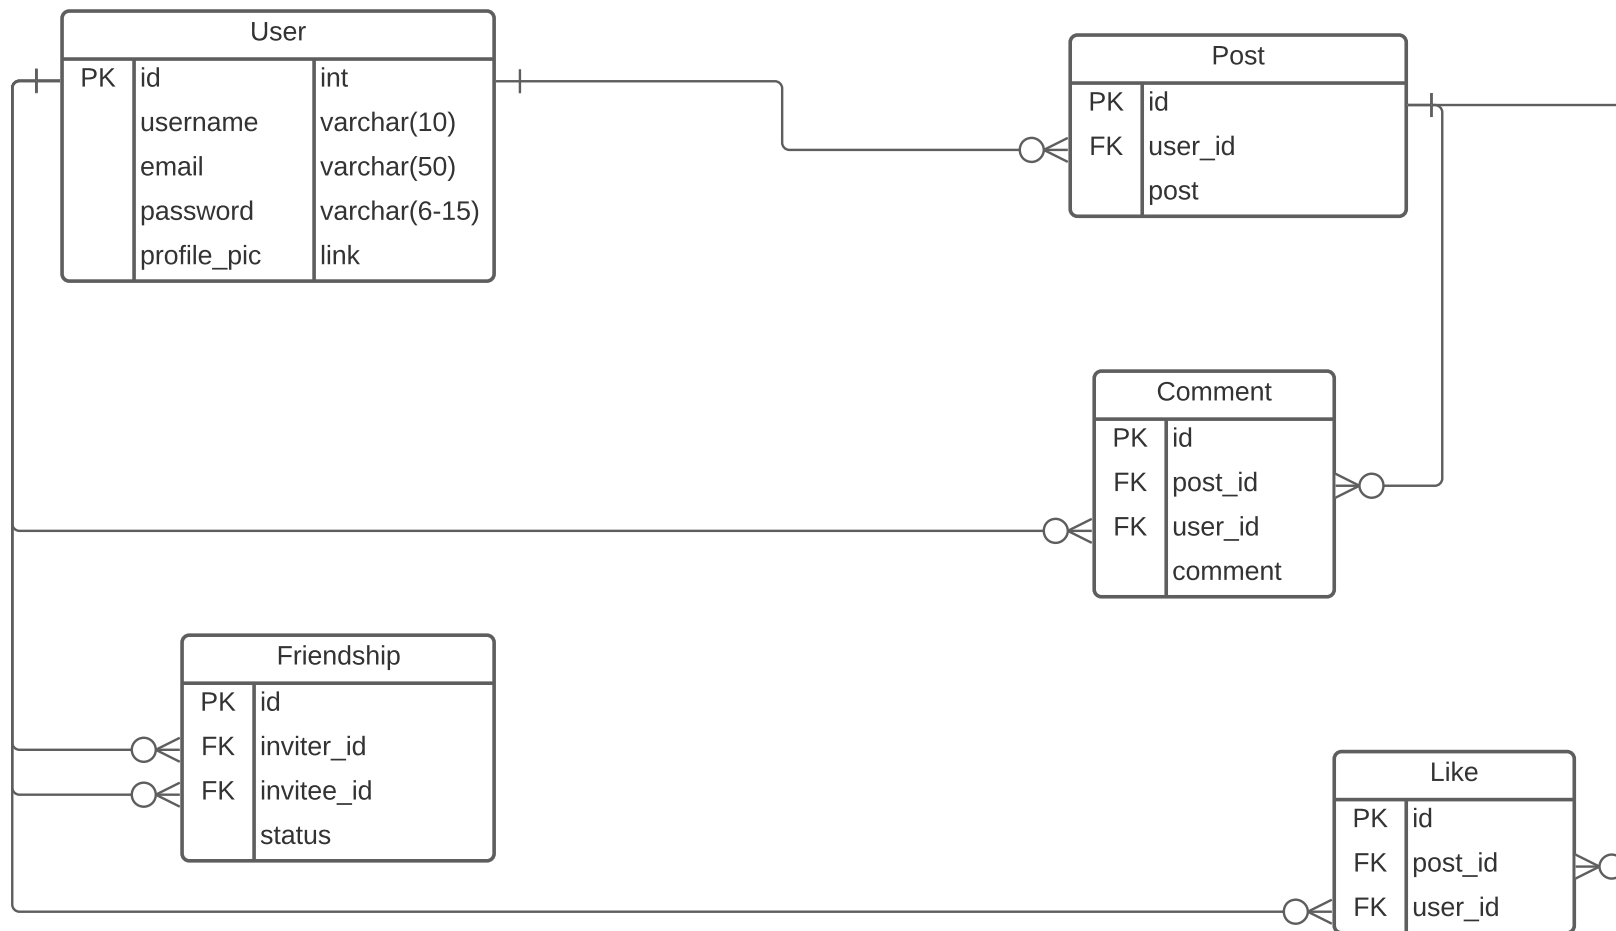 User
PK id int
username varchar(10)
email varchar(50)
password varchar(6-15)
profile_pic link
Post
PK id
FK user_id
post
Comment
PK id
FK post_id
FK user_id
comment
Friendship
PK id
FK inviter_id
FK invitee_id
status
Like
PK id
FK post_id
FK user_id